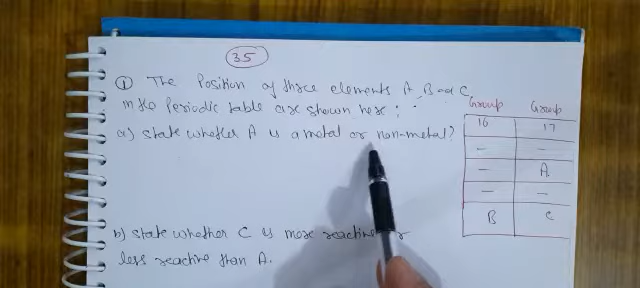 35
① The Position of three elements A, B and C
in the Periodic table are shown here :
a) state whether A is a metal or non-metal?
b) state whether C is more reactive or
less reactive than A.
Group Group
16 17
- -
- A
- -
B C